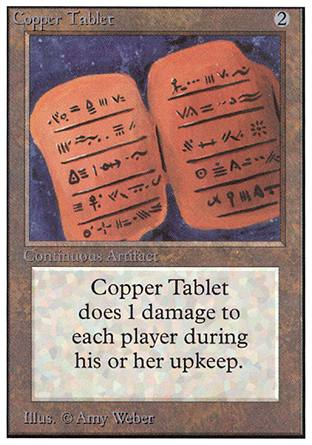 Copper Tablet 2
Continuous Artifact
Copper Tablet
does 1 damage to
each player during
his or her upkeep.
Illus. © Amy Weber